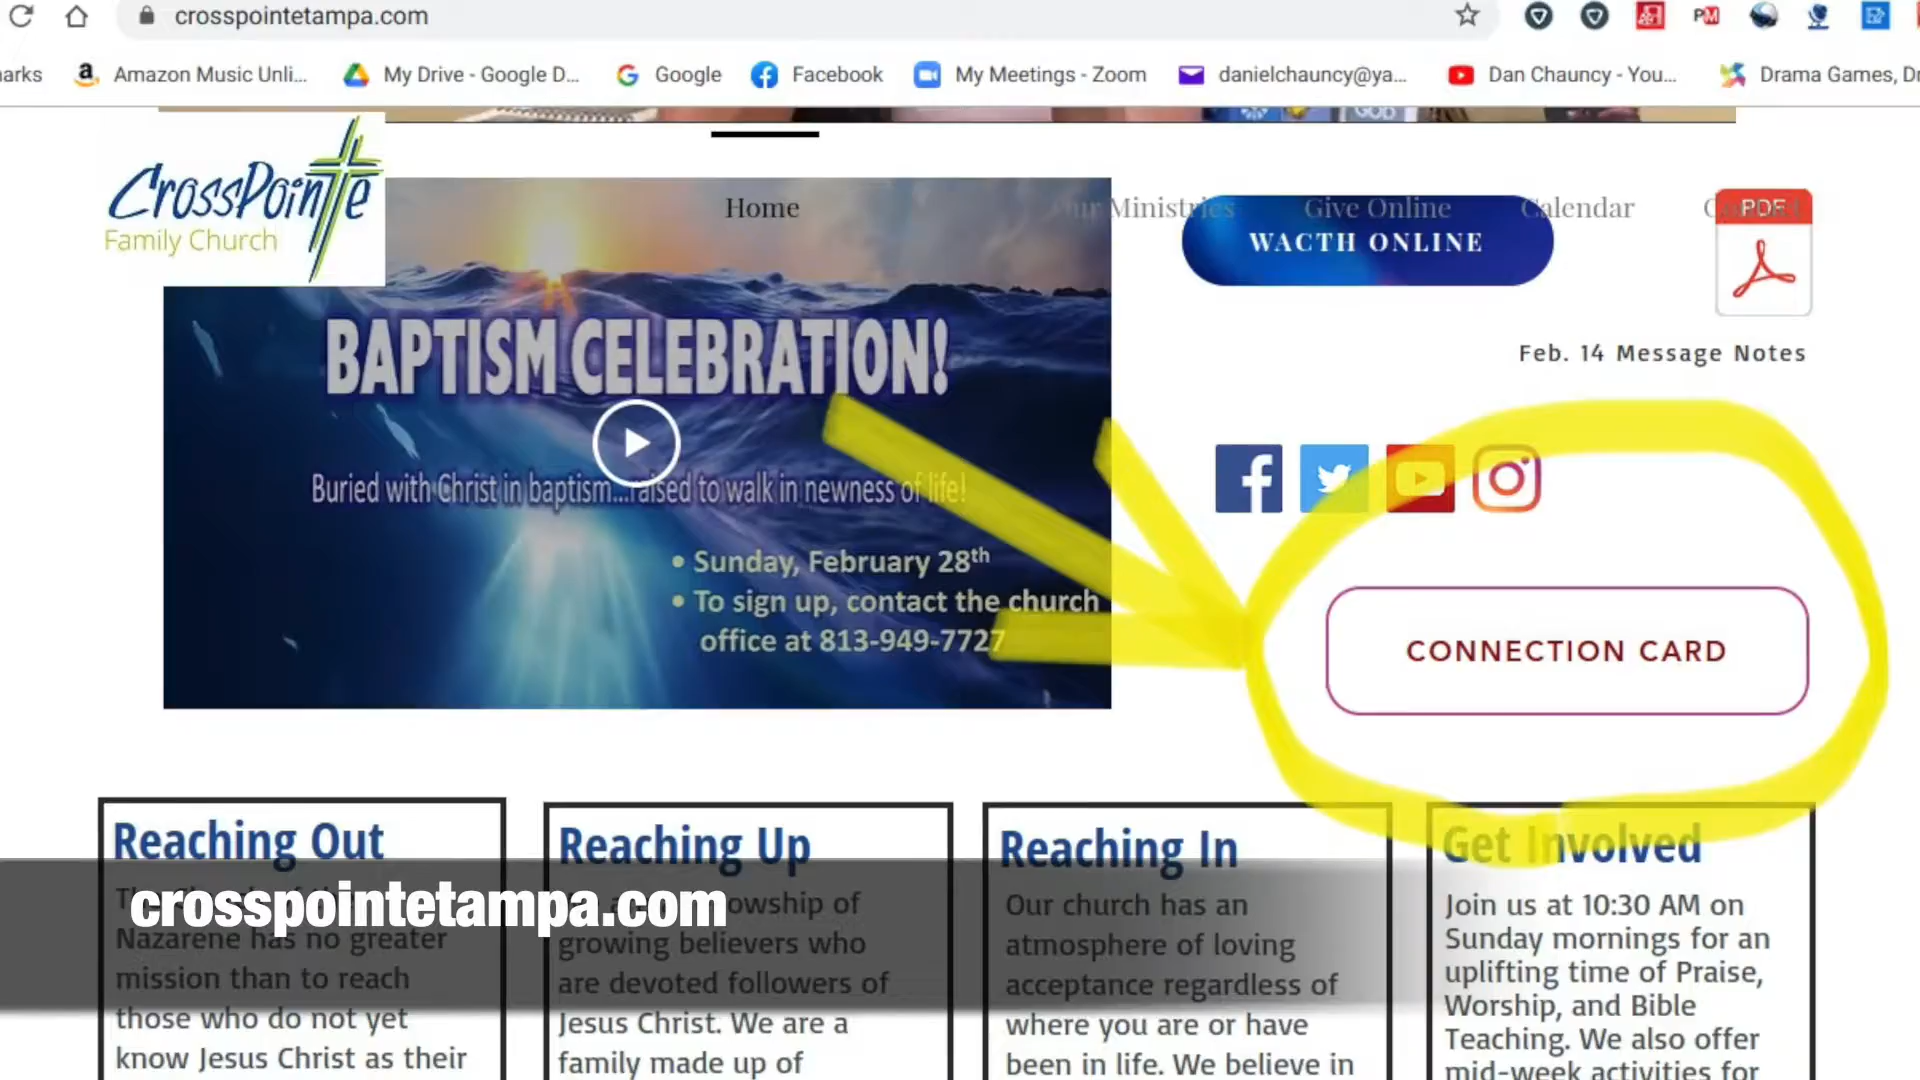 crosspointetampa.com
arks
Amazon Music Unli...
My Drive - Google D...
Google
Facebook
My Meetings - Zoom
danielchauncy@ya...
Dan Chauncy - You...
Drama Games, Dr
GOD
CrossPointe
Family Church
Home
Our Ministries
Give Online
Calendar
WACTH ONLINE
PDF
Feb. 14 Message Notes
BAPTISM CELEBRATION!
Buried with Christ in baptism...raised to walk in newness of life!
• Sunday, February 28th
• To sign up, contact the church
office at 813-949-7727
CONNECTION CARD
Reaching Out
Nazarene has no greater
mission than to reach
those who do not yet
know Jesus Christ as their
Reaching Up
growing believers who
are devoted followers of
Jesus Christ. We are a
family made up of
Reaching In
Our church has an
atmosphere of loving
acceptance regardless of
where you are or have
been in life. We believe in
Get Involved
Join us at 10:30 AM on
Sunday mornings for an
uplifting time of Praise,
Worship, and Bible
Teaching. We also offer
mid-week activities for
crosspointetampa.com